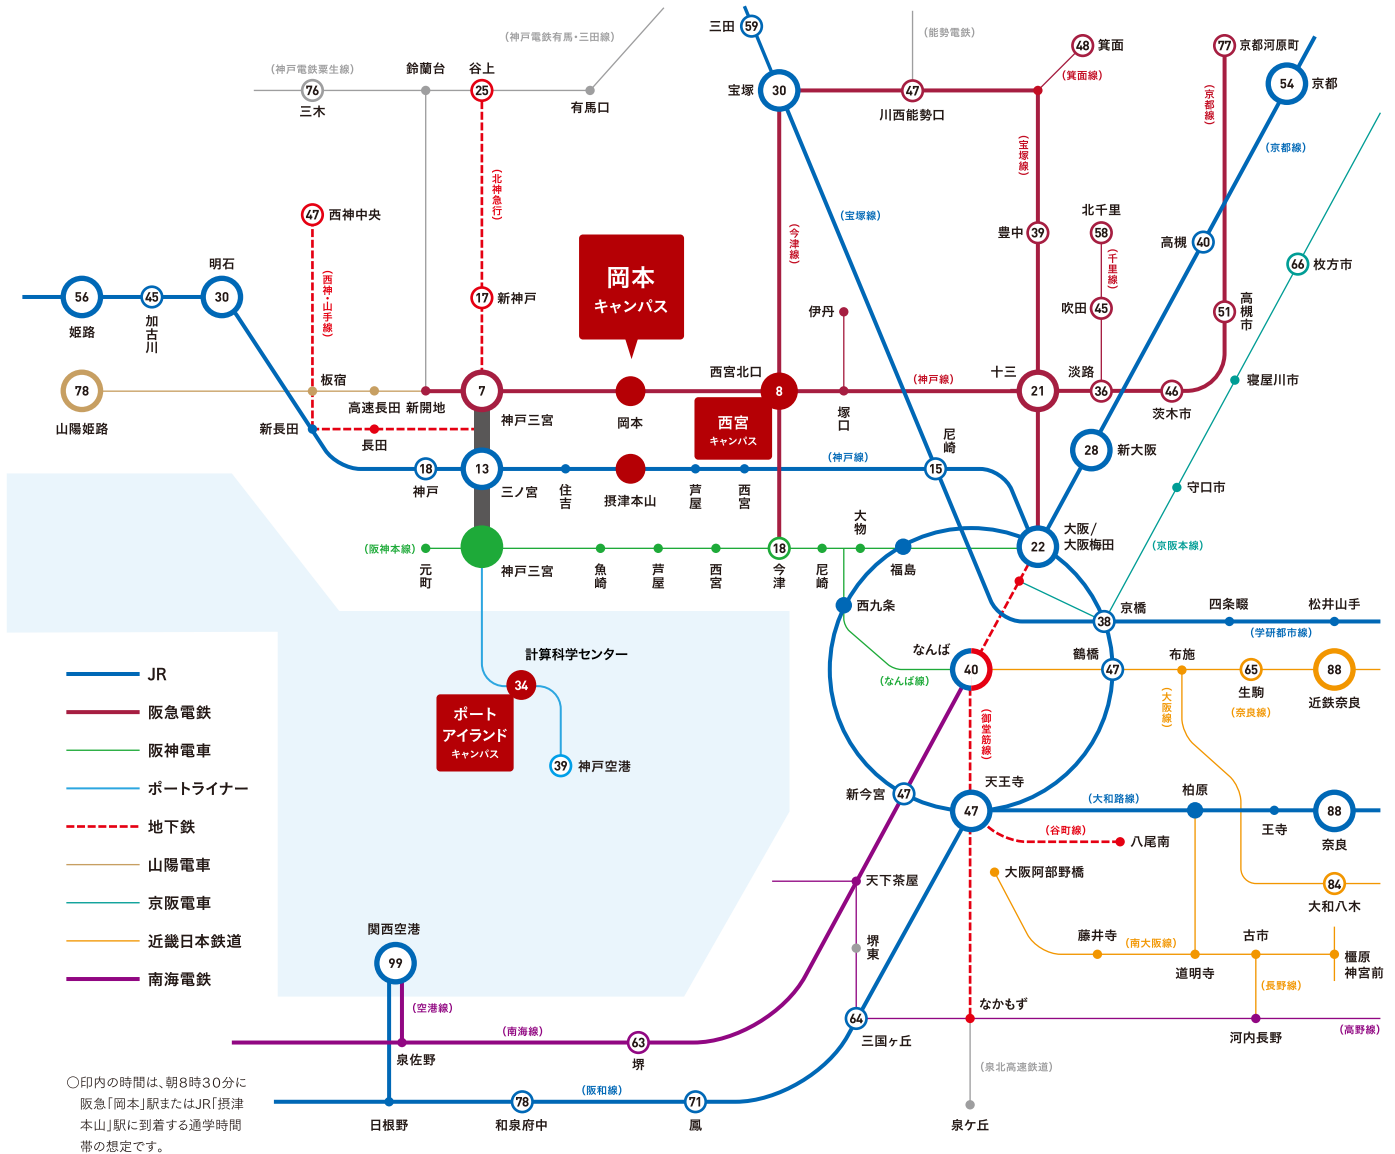 三田
59
(神戸電鉄有馬・三田線)
(能勢電鉄)
48
箕面
(箕面線)
77
京都河原町
(神戸電鉄粟生線)
76
三木
鈴蘭台
谷上
25
有馬口
宝塚
30
47
川西能勢口
54
京都
(京都線)
(京都線)
(宝塚線)
(北神急行)
47
西神中央
(宝塚線)
(今津線)
豊中
39
北千里
58
(千里線)
高槻
40
66
枚方市
明石
56
姫路
45
加古川
30
(西神・山手線)
17
新神戸
岡本
キャンパス
伊丹
吹田
45
51
高槻市
78
山陽姫路
板宿
高速長田
新開地
7
神戸三宮
岡本
西宮北口
8
西宮
キャンパス
塚口
(神戸線)
十三
21
淡路
36
46
茨木市
寝屋川市
新長田
長田
18
神戸
13
三ノ宮
住吉
摂津本山
芦屋
西宮
(神戸線)
尼崎
15
28
新大阪
守口市
(阪神本線)
元町
神戸三宮
魚崎
芦屋
西宮
18
今津
尼崎
大物
福島
22
大阪/
大阪梅田
(京阪本線)
西九条
38
京橋
四条畷
松井山手
(学研都市線)
計算科学センター
34
ポート
アイランド
キャンパス
39
神戸空港
なんば
40
(なんば線)
鶴橋
47
布施
65
生駒
(奈良線)
88
近鉄奈良
(大阪線)
(御堂筋線)
JR
阪急電鉄
阪神電車
ポートライナー
地下鉄
山陽電車
京阪電車
近畿日本鉄道
南海電鉄
新今宮
47
天王寺
47
(大和路線)
柏原
王寺
88
奈良
(谷町線)
八尾南
天下茶屋
大阪阿部野橋
84
大和八木
関西空港
99
(空港線)
堺東
藤井寺
(南大阪線)
道明寺
古市
橿原
神宮前
(長野線)
なかもず
64
三国ヶ丘
河内長野
(高野線)
(南海線)
泉佐野
63
堺
(泉北高速鉄道)
(阪和線)
日根野
78
和泉府中
71
鳳
泉ケ丘
○印内の時間は、朝8時30分に
阪急「岡本」駅またはJR「摂津
本山」駅に到着する通学時間
帯の想定です。